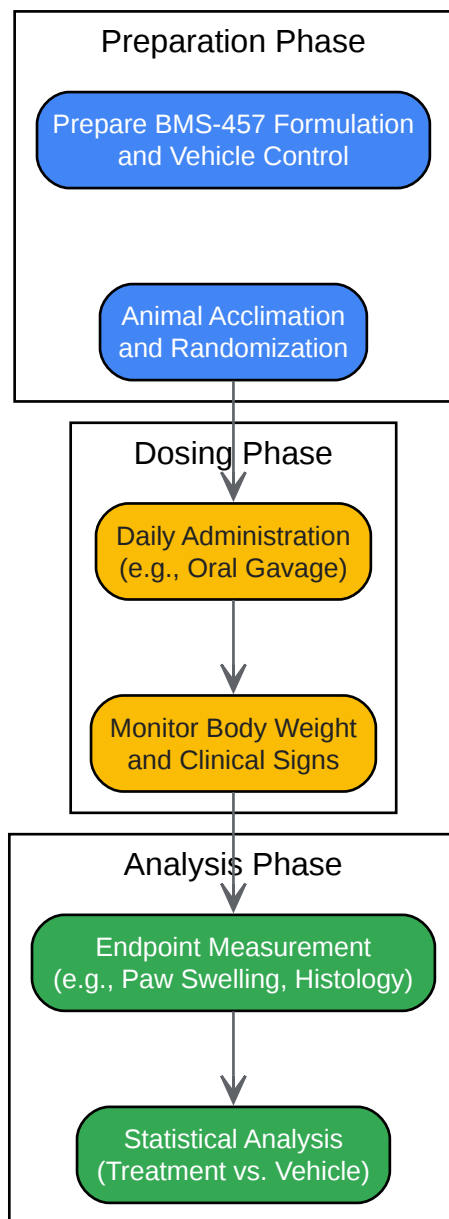 Preparation Phase
Prepare BMS-457 Formulation
and Vehicle Control
Animal Acclimation
and Randomization
Dosing Phase
Daily Administration
(e.g., Oral Gavage)
Monitor Body Weight
and Clinical Signs
Analysis Phase
Endpoint Measurement
(e.g., Paw Swelling, Histology)
Statistical Analysis
(Treatment vs. Vehicle)